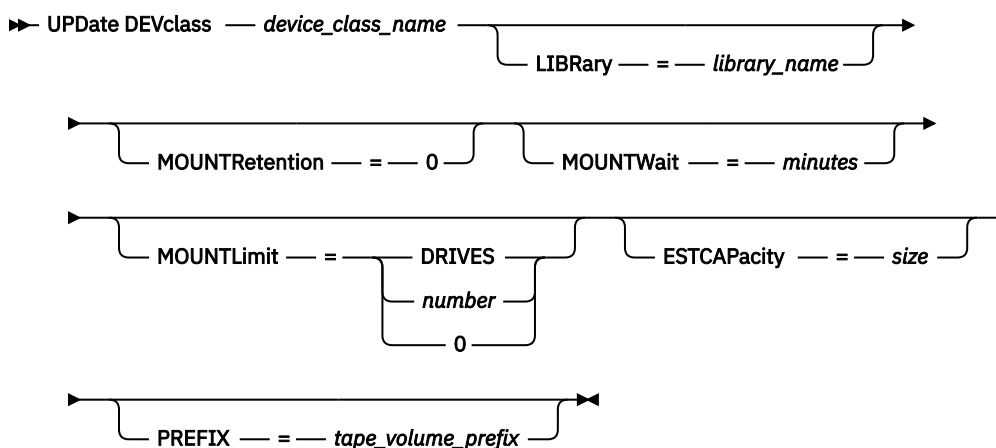 UPDate DEVclass device_class_name
LIBRary = library_name
MOUNTRetention = 0 MOUNTWait = minutes
MOUNTLimit = DRIVES ESTCAPacity = size
number
0
PREFIX = tape_volume_prefix